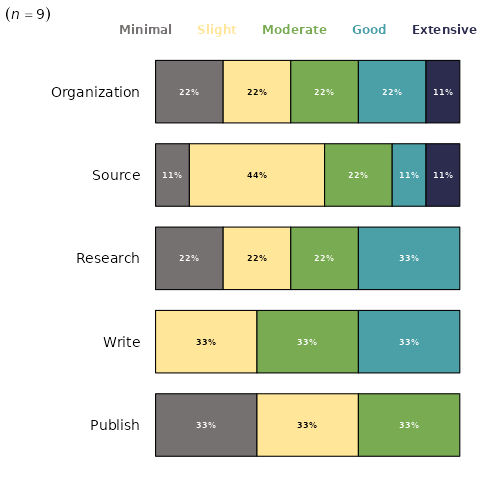 (n = 9)
Minimal Slight Moderate Good Extensive
Organization 22% 22% 22% 22% 11%
Source 11% 44% 22% 11% 11%
Research 22% 22% 22% 33%
Write 33% 33% 33%
Publish 33% 33% 33%